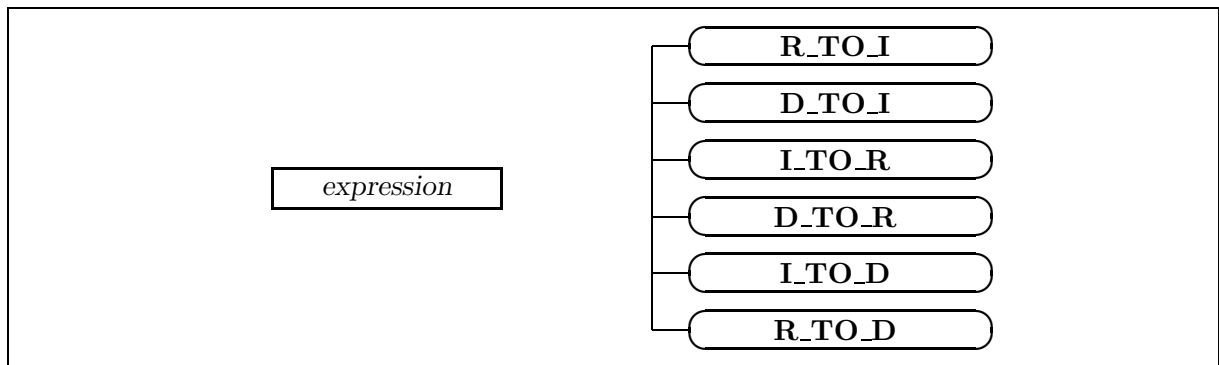 R_TO_I
D_TO_I
I_TO_R
expression
D_TO_R
I_TO_D
R_TO_D